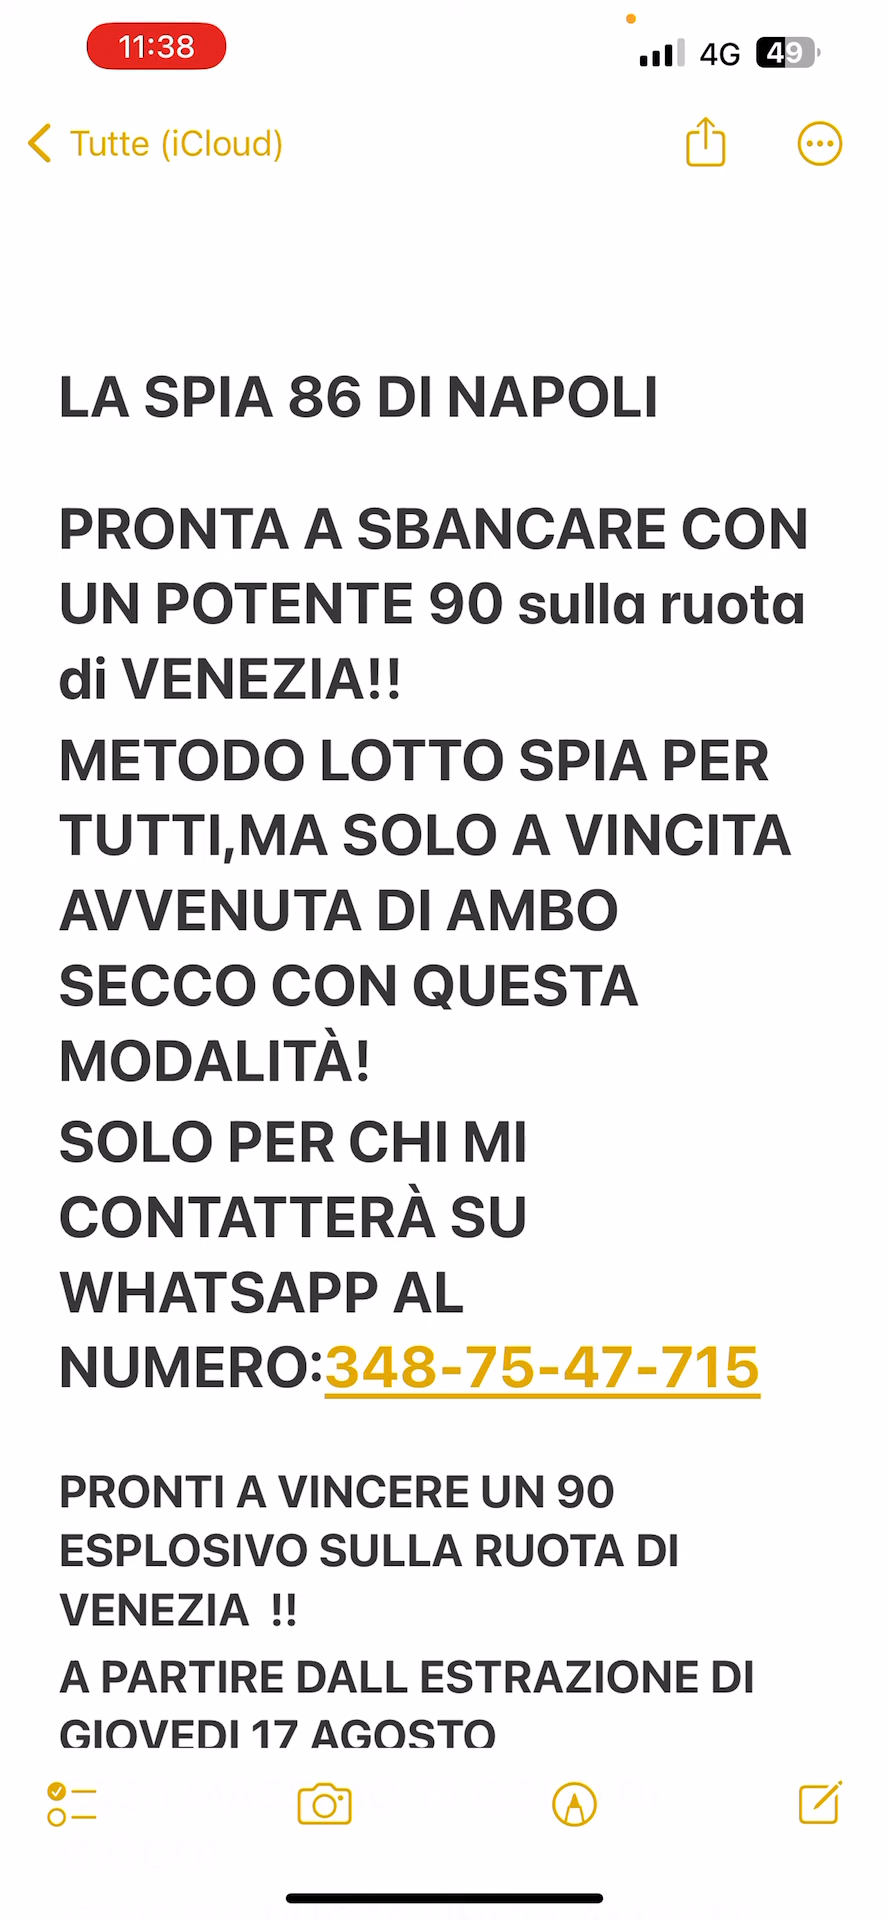 11:38
4G
49
Tutte (iCloud)
LA SPIA 86 DI NAPOLI
PRONTA A SBANCARE CON
UN POTENTE 90 sulla ruota
di VENEZIA!!
METODO LOTTO SPIA PER
TUTTI,MA SOLO A VINCITA
AVVENUTA DI AMBO
SECCO CON QUESTA
MODALITÀ!
SOLO PER CHI MI
CONTATTERÀ SU
WHATSAPP AL
NUMERO:348-75-47-715
PRONTI A VINCERE UN 90
ESPLOSIVO SULLA RUOTA DI
VENEZIA  !!
A PARTIRE DALL ESTRAZIONE DI
GIOVEDI 17 AGOSTO